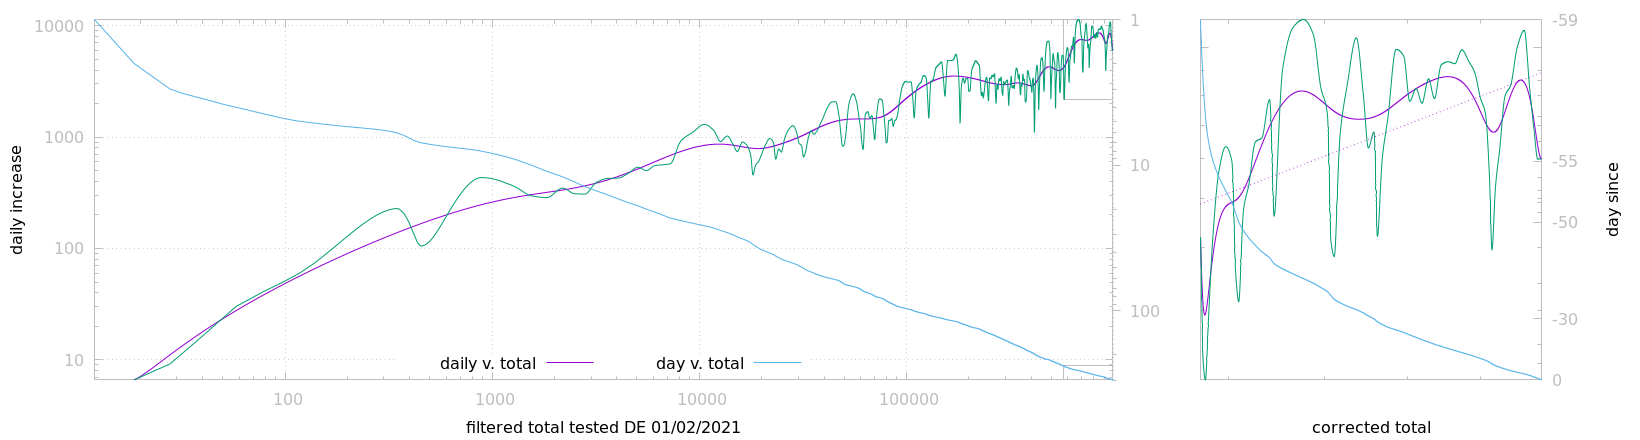 10000
1000
100
10
daily increase
daily v. total
day v. total
100
1000
10000
100000
filtered total tested DE 01/02/2021
1
10
100
-59
-55
-50
-30
0
day since
corrected total